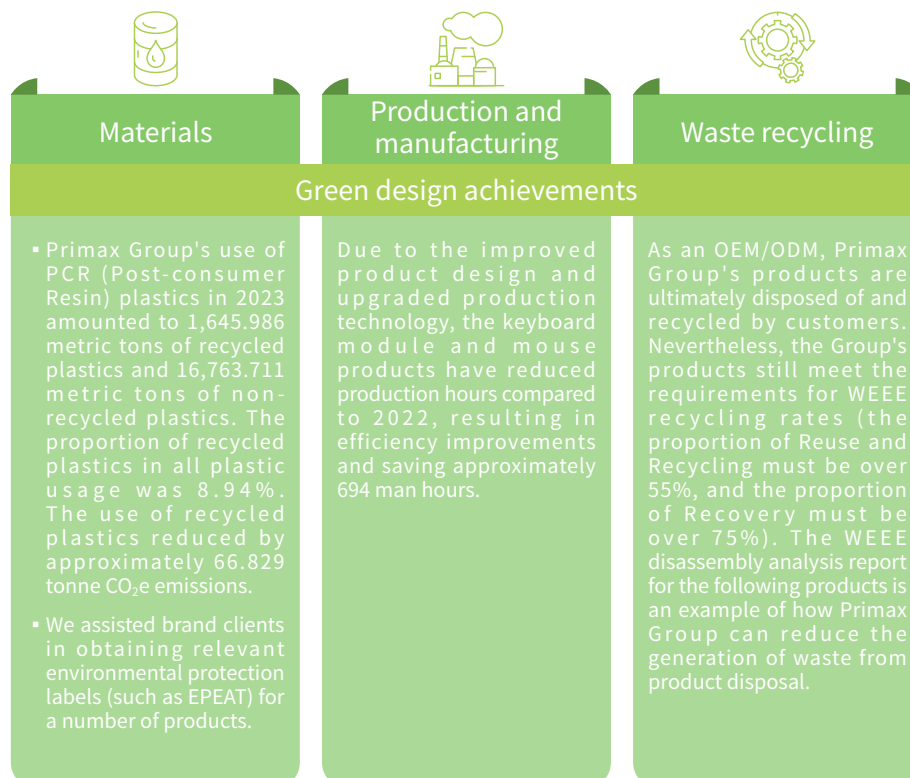 Materials
Production and
manufacturing
Waste recycling
Green design achievements
▪ Primax Group's use of
PCR (Post-consumer
Resin) plastics in 2023
amounted to 1,645.986
metric tons of recycled
plastics and 16,763.711
metric tons of non-
recycled plastics. The
proportion of recycled
plastics in all plastic
usage was 8.94%.
The use of recycled
plastics reduced by
approximately 66.829
tonne CO₂e emissions.
▪ We assisted brand clients
in obtaining relevant
environmental protection
labels (such as EPEAT) for
a number of products.
Due to the improved
product design and
upgraded production
technology, the keyboard
module and mouse
products have reduced
production hours compared
to 2022, resulting in
efficiency improvements
and saving approximately
694 man hours.
As an OEM/ODM, Primax
Group's products are
ultimately disposed of and
recycled by customers.
Nevertheless, the Group's
products still meet the
requirements for WEEE
recycling rates (the
proportion of Reuse and
Recycling must be over
55%, and the proportion
of Recovery must be
over 75%). The WEEE
disassembly analysis report
for the following products is
an example of how Primax
Group can reduce the
generation of waste from
product disposal.